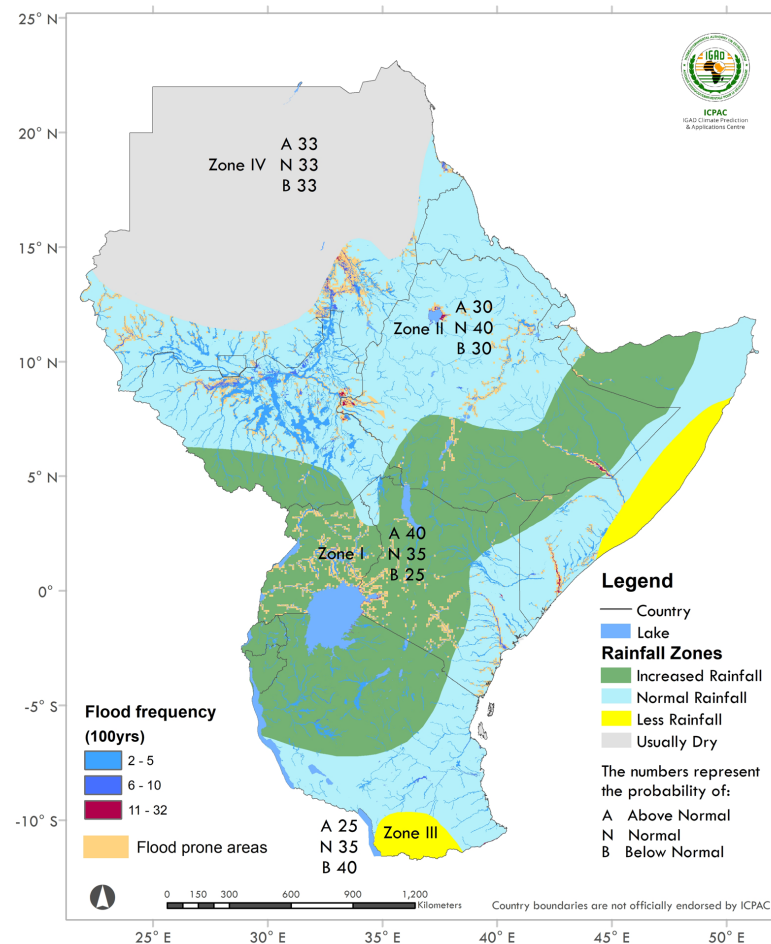 25° N
20° N
15° N
10° N
5° N
0°
-5° S
-10° S
IGAD
ICPAC
IGAD Climate Prediction
& Applications Centre
A 33
Zone IV N 33
B 33
A 30
Zone II N 40
B 30
A 40
Zone I N 35
B 25
A 25
N 35
B 40
Zone III
Legend
Country
Lake
Rainfall Zones
Increased Rainfall
Normal Rainfall
Less Rainfall
Usually Dry
The numbers represent
the probability of:
A Above Normal
N Normal
B Below Normal
Flood frequency
(100yrs)
2 - 5
6 - 10
11 - 32
Flood prone areas
0 150 300 600 900 1,200
Kilometers
Country boundaries are not officially endorsed by ICPAC
25° E 30° E 35° E 40° E 45° E 50° E